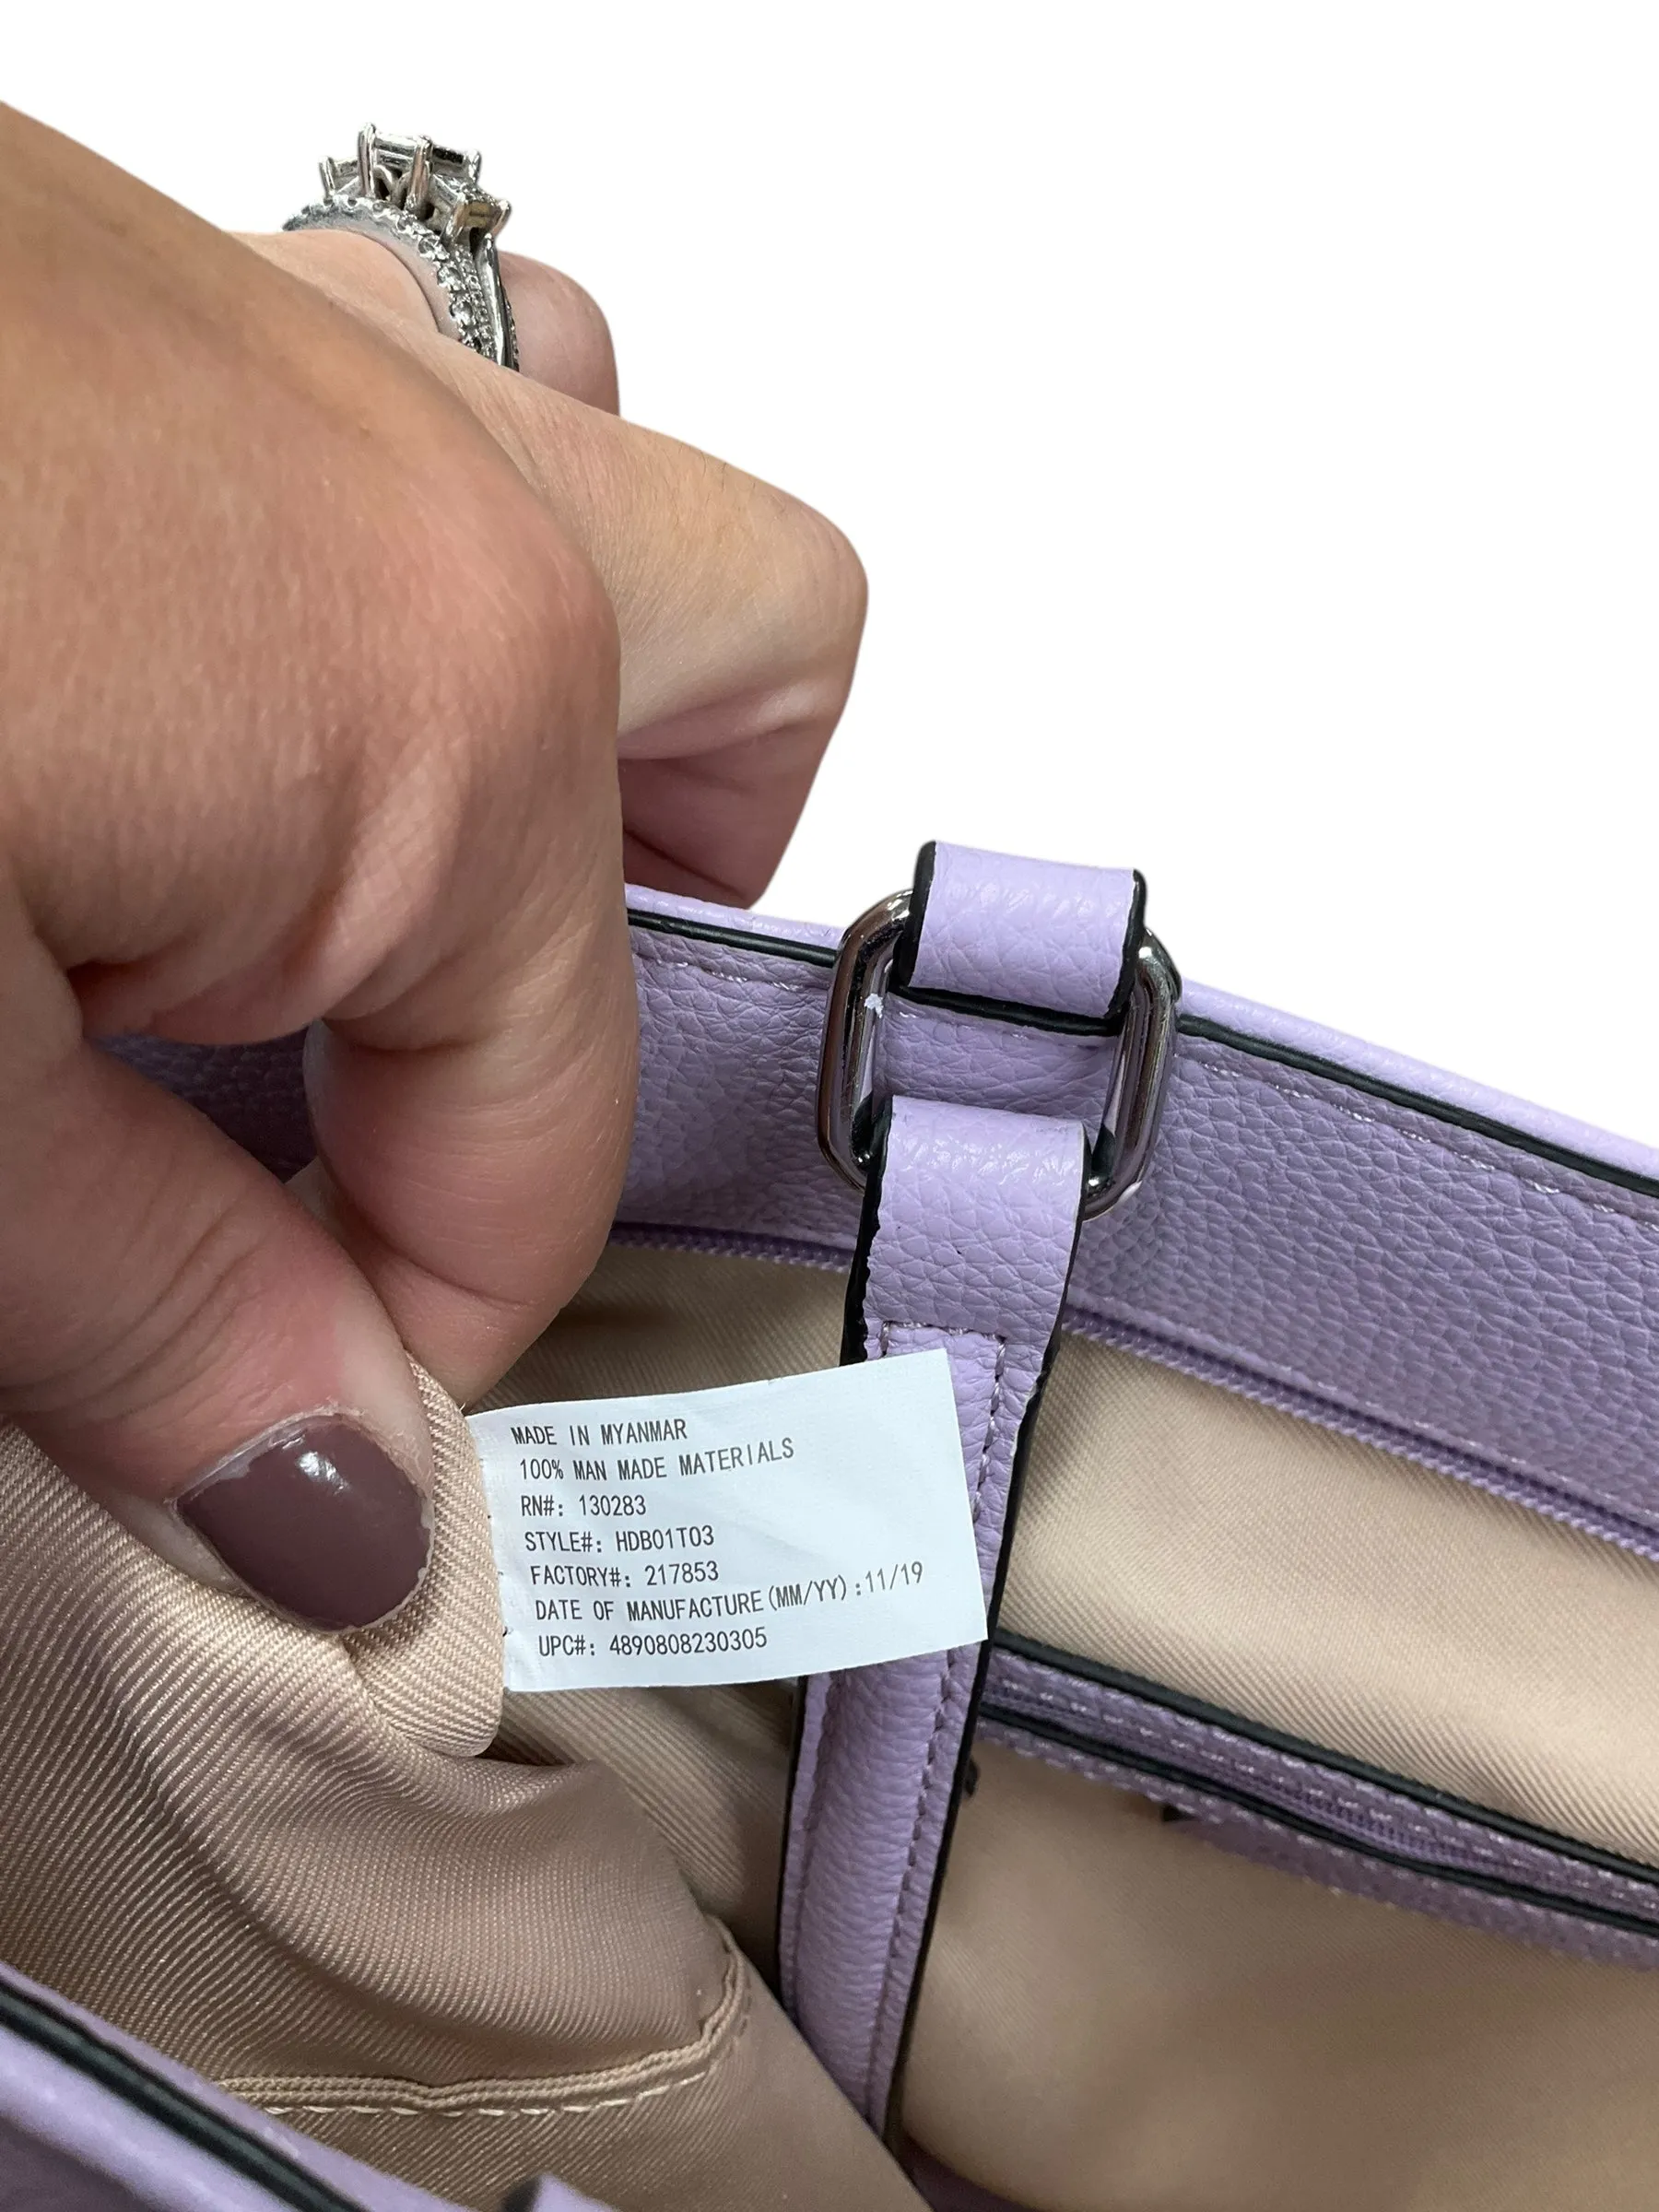 MADE IN MYANMAR
100% MAN MADE MATERIALS
RN#: 130283
STYLE#: HDB01T03
FACTORY#: 217853
DATE OF MANUFACTURE(MM/YY):11/19
UPC#: 4890808230305